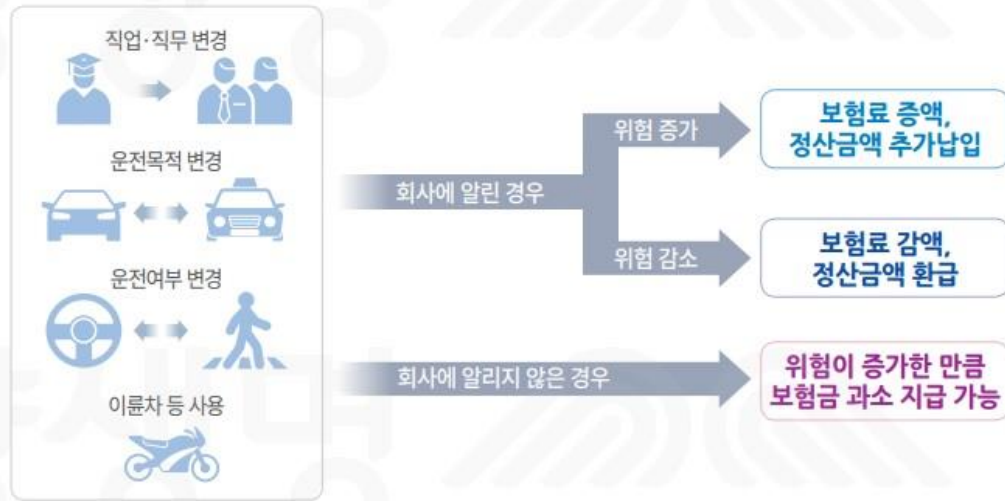 직업·직무 변경
운전목적 변경
운전여부 변경
이륜차 등 사용
회사에 알린 경우
위험 증가
보험료 증액,
정산금액 추가납입
위험 감소
보험료 감액,
정산금액 환급
회사에 알리지 않은 경우
위험이 증가한 만큼
보험금 과소 지급 가능